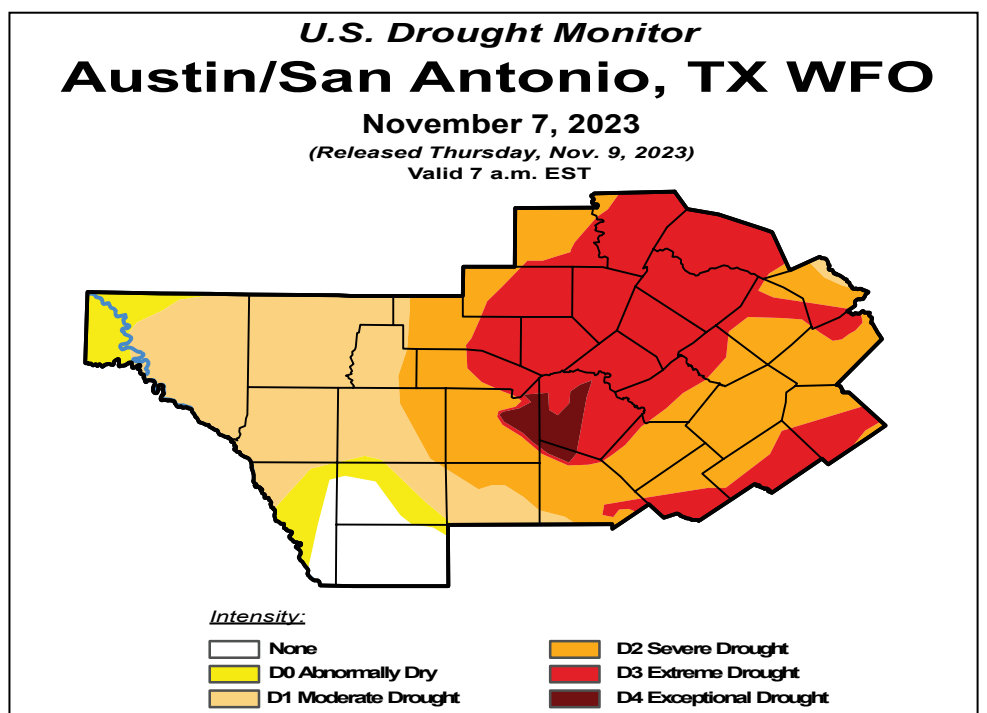 U.S. Drought Monitor
Austin/San Antonio, TX WFO
November 7, 2023
(Released Thursday, Nov. 9, 2023)
Valid 7 a.m. EST
Intensity:
None
D0 Abnormally Dry
D1 Moderate Drought
D2 Severe Drought
D3 Extreme Drought
D4 Exceptional Drought